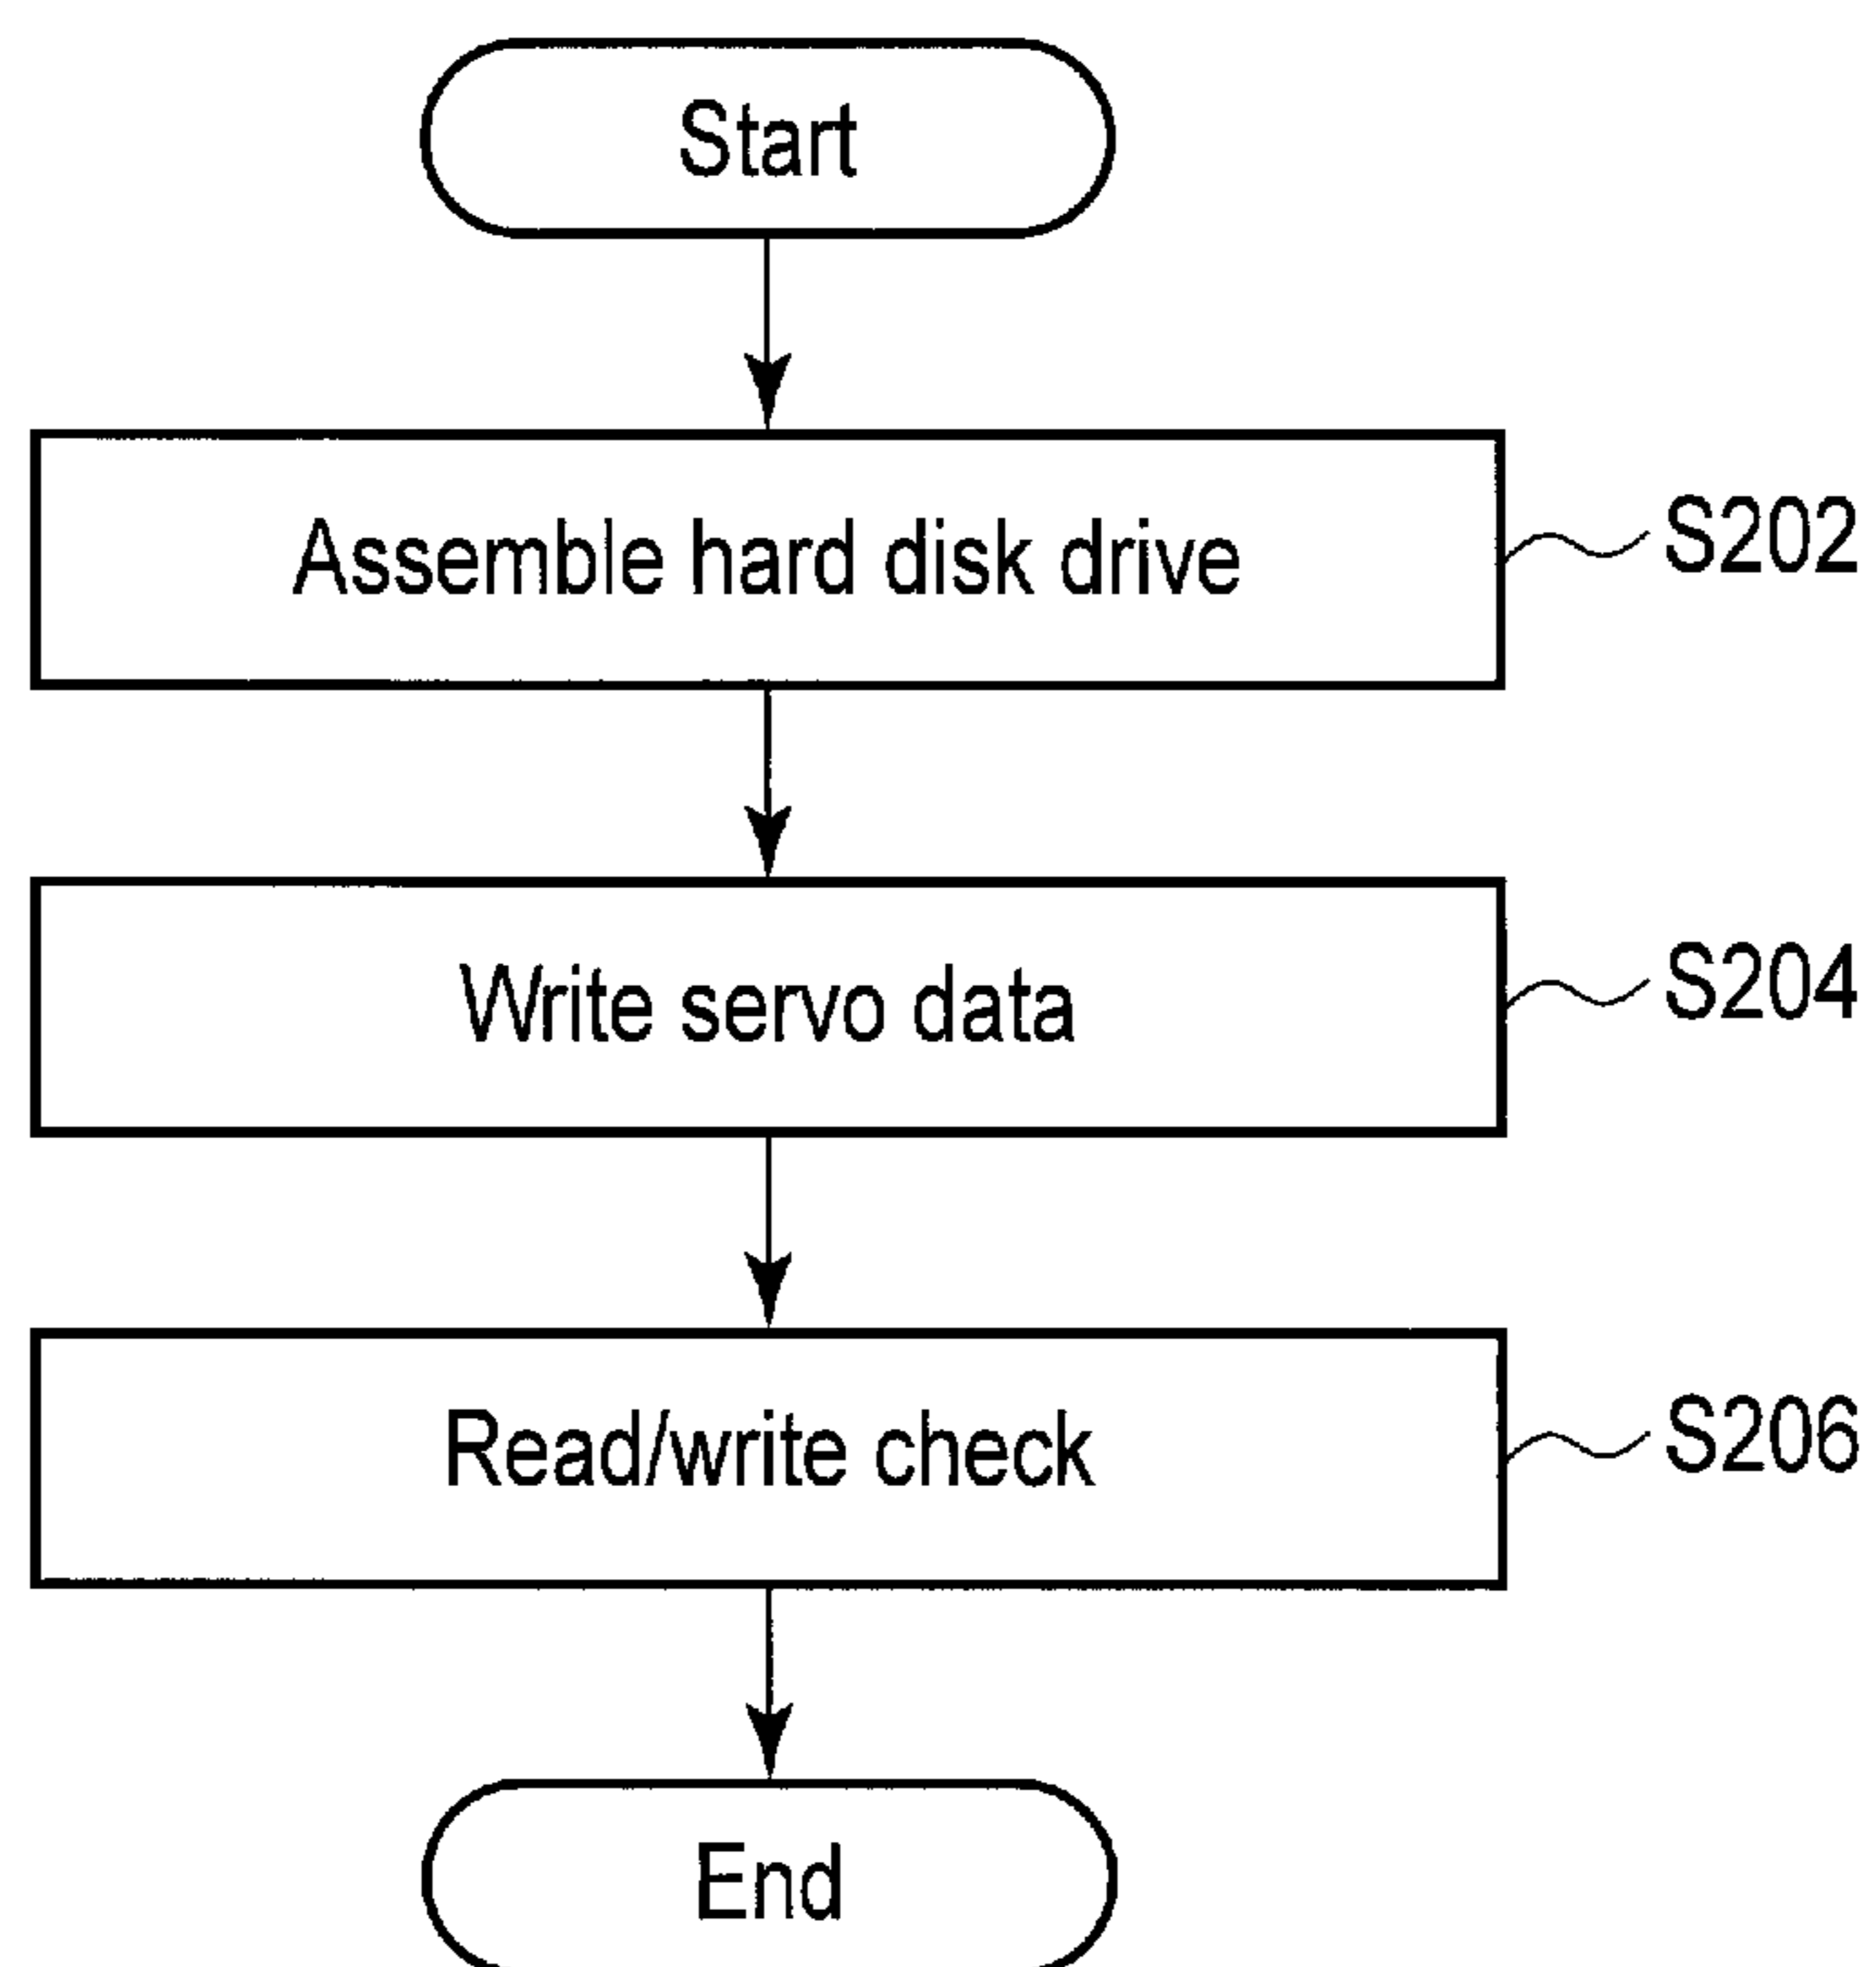 Start
Assemble hard disk drive
S202
Write servo data
S204
Read/write check
S206
End